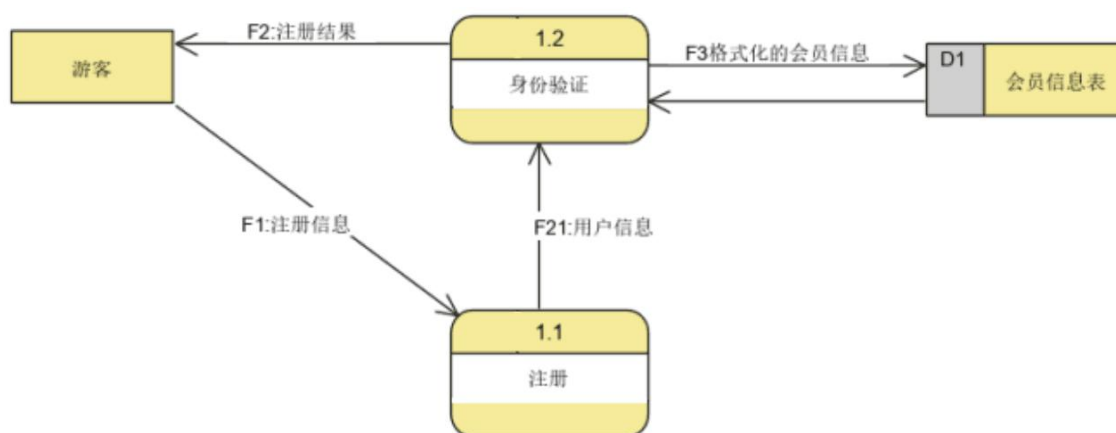 F2:注册结果
1.2
游客
身份验证
F3格式化的会员信息
D1
会员信息表
F1:注册信息
F21:用户信息
1.1
注册